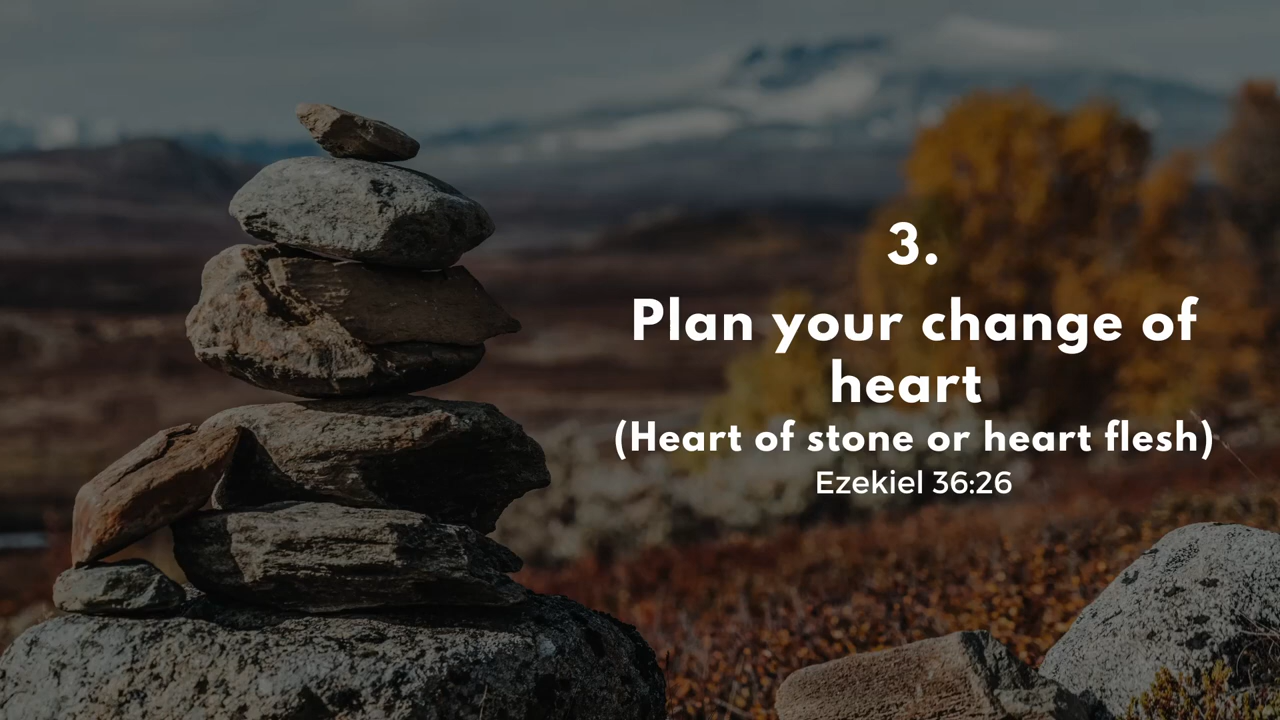 3.
Plan your change of
heart
(Heart of stone or heart flesh)
Ezekiel 36:26